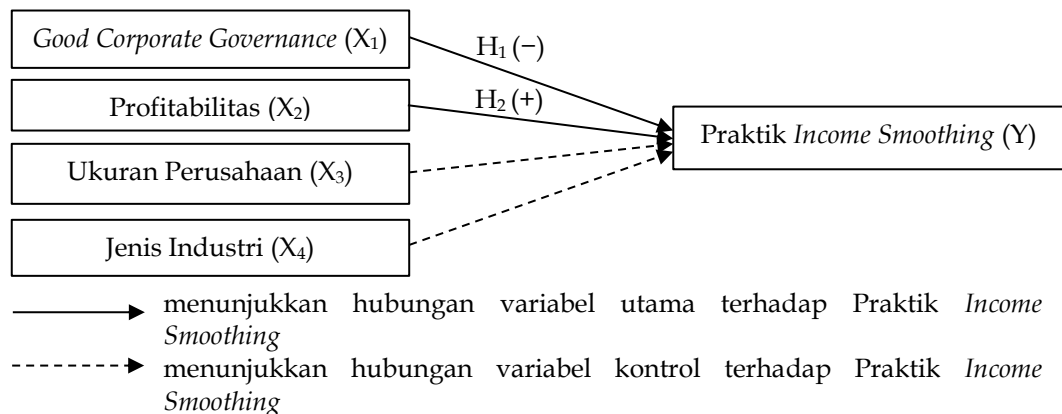 Good Corporate Governance (X₁)
H₁ (−)
Profitabilitas (X₂)
H₂ (+)
Praktik Income Smoothing (Y)
Ukuran Perusahaan (X₃)
Jenis Industri (X₄)
menunjukkan hubungan variabel utama terhadap Praktik Income
Smoothing
menunjukkan hubungan variabel kontrol terhadap Praktik Income
Smoothing